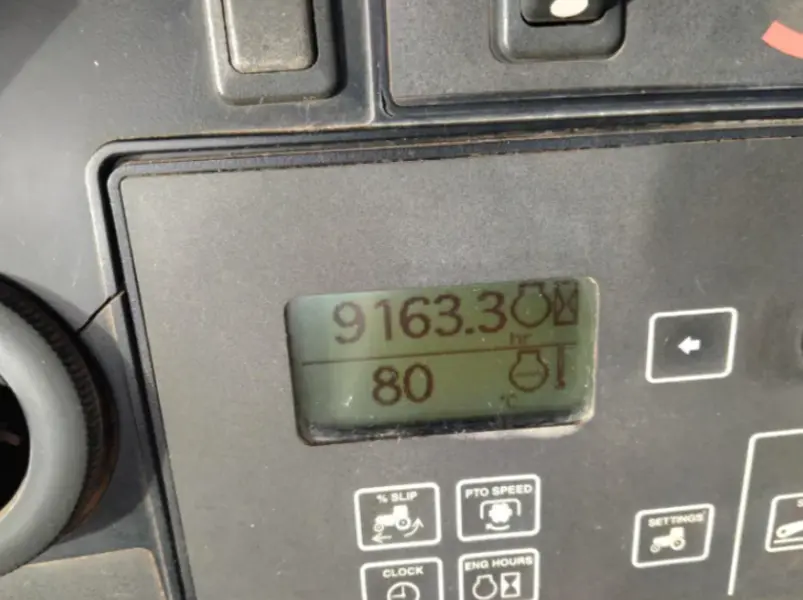 9163.3
hr
80
°C
% SLIP
PTO SPEED
SETTINGS
CLOCK
ENG HOURS